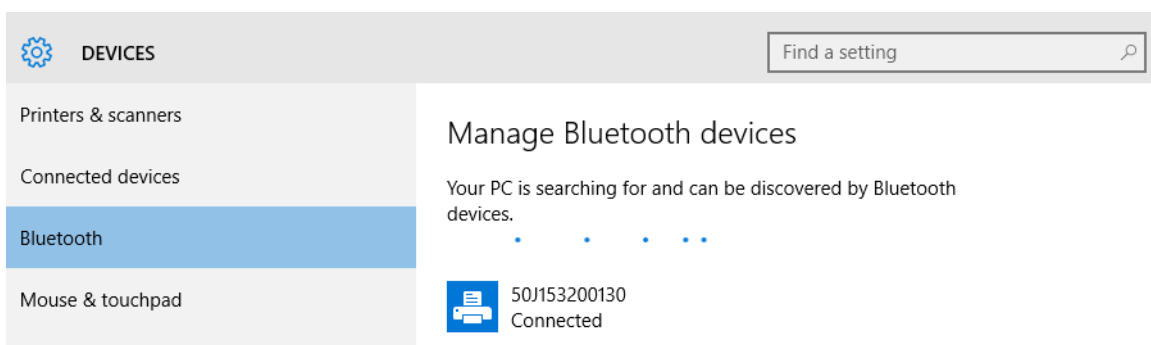 DEVICES
Find a setting
Printers & scanners
Connected devices
Bluetooth
Mouse & touchpad
Manage Bluetooth devices
Your PC is searching for and can be discovered by Bluetooth
devices.
50J153200130
Connected